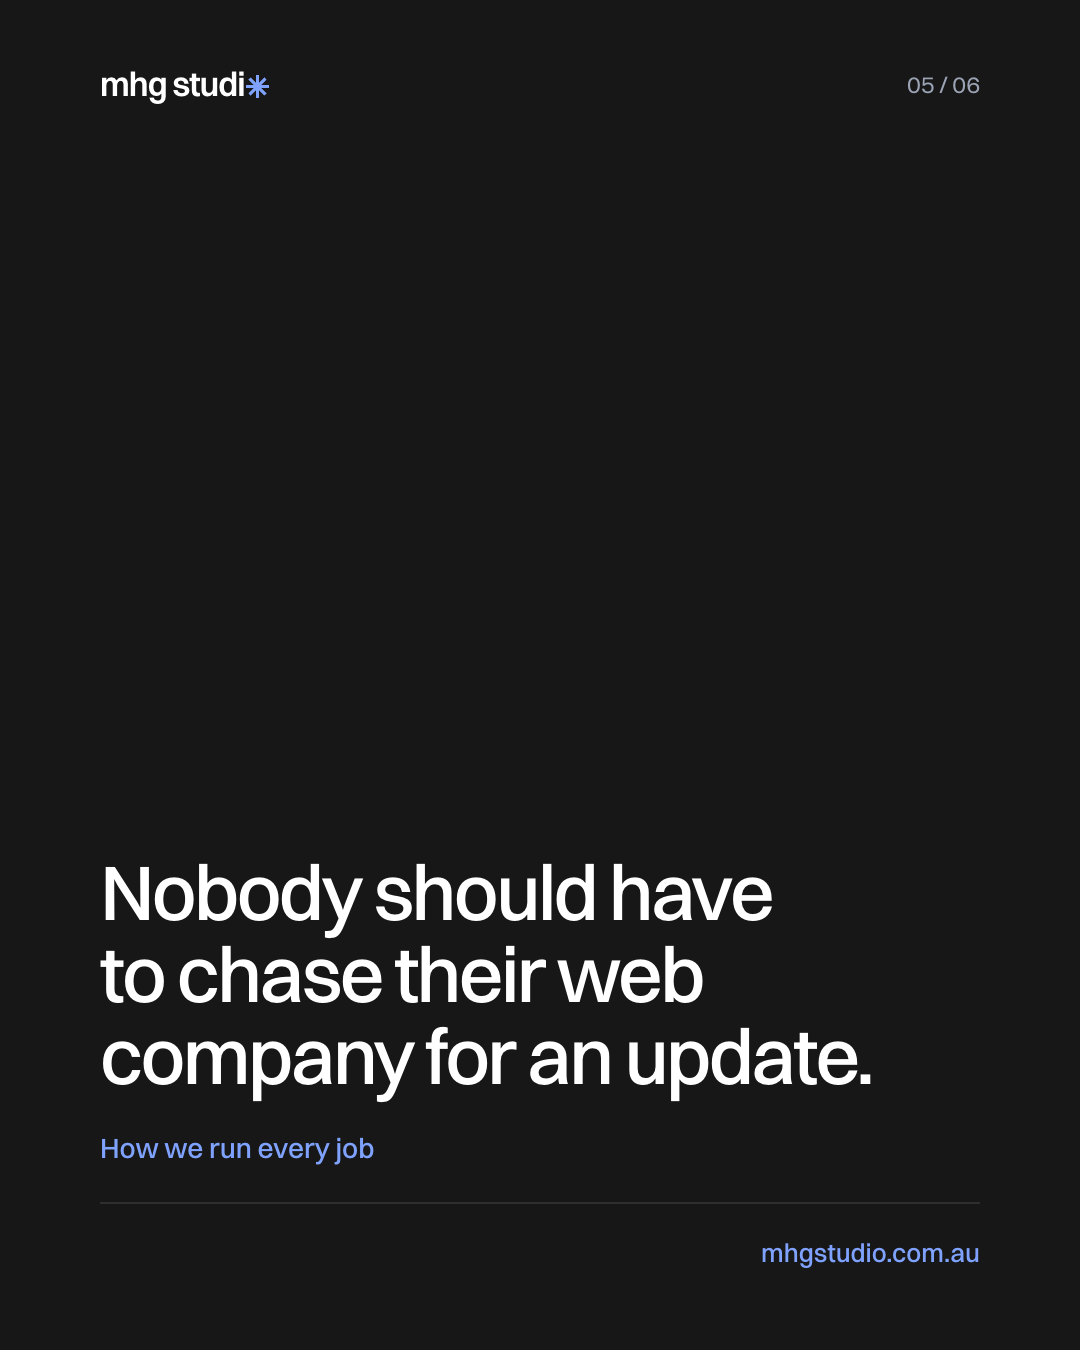 mhg studi✳
05 / 06
Nobody should have
to chase their web
company for an update.
How we run every job
mhgstudio.com.au